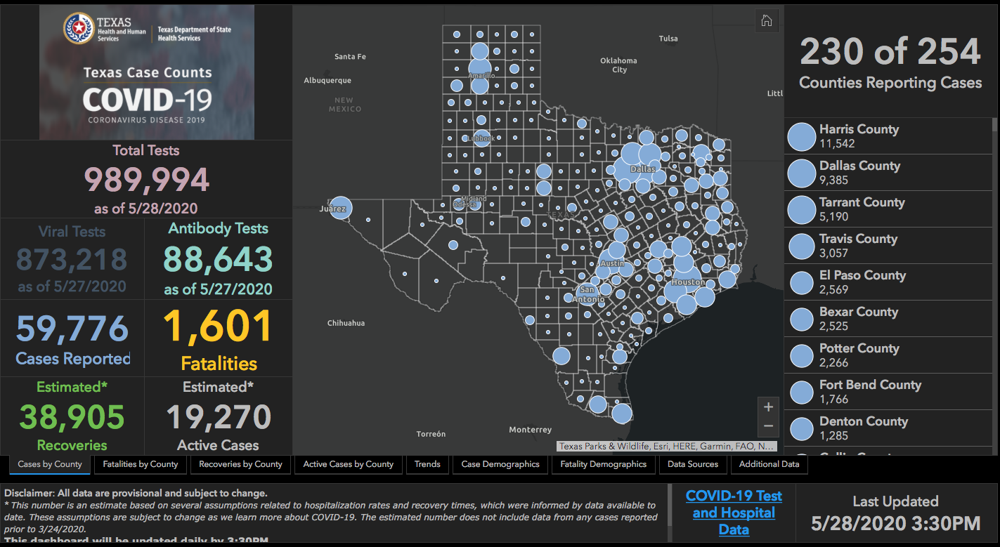 TEXAS
Health and Human
Services
Texas Department of State
Health Services
Texas Case Counts
COVID-19
CORONAVIRUS DISEASE 2019
Total Tests
989,994
as of 5/28/2020
Viral Tests
873,218
as of 5/27/2020
Antibody Tests
88,643
as of 5/27/2020
59,776
Cases Reported
1,601
Fatalities
Estimated*
38,905
Recoveries
Estimated*
19,270
Active Cases
Tulsa
Santa Fe
Oklahoma
City
Amarillo
Albuquerque
Littl
NEW
MEXICO
Lubbock
Dallas
Midland
Odessa
Juárez
TEXAS
Austin
Houston
San
Antonio
Chihuahua
Torreón
Monterrey
+
−
Texas Parks & Wildlife, Esri, HERE, Garmin, FAO, N...
230 of 254
Counties Reporting Cases
Harris County
11,542
Dallas County
9,385
Tarrant County
5,190
Travis County
3,057
El Paso County
2,569
Bexar County
2,525
Potter County
2,266
Fort Bend County
1,766
Denton County
1,285
Cases by County
Fatalities by County
Recoveries by County
Active Cases by County
Trends
Case Demographics
Fatality Demographics
Data Sources
Additional Data
Disclaimer: All data are provisional and subject to change.
* This number is an estimate based on several assumptions related to hospitalization rates and recovery times, which were informed by data available to
date. These assumptions are subject to change as we learn more about COVID-19. The estimated number does not include data from any cases reported
prior to 3/24/2020.
This dashboard will be updated daily by 3:30PM
COVID-19 Test
and Hospital
Data
Last Updated
5/28/2020 3:30PM